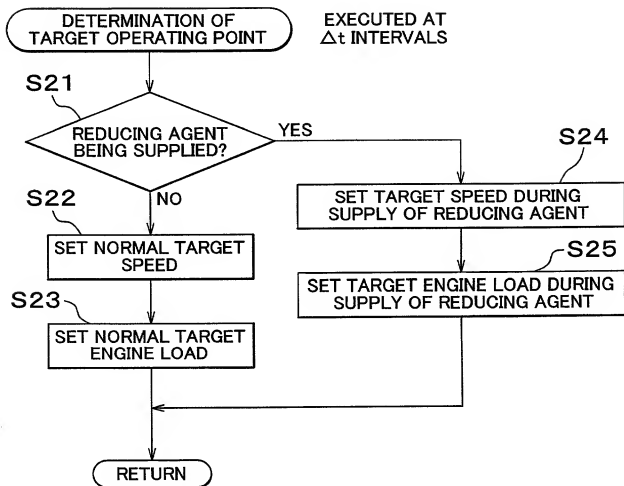 DETERMINATION OF
TARGET OPERATING POINT
EXECUTED AT
Δt INTERVALS
S21
REDUCING AGENT
BEING SUPPLIED?
YES
NO
S22
SET NORMAL TARGET
SPEED
S23
SET NORMAL TARGET
ENGINE LOAD
S24
SET TARGET SPEED DURING
SUPPLY OF REDUCING AGENT
S25
SET TARGET ENGINE LOAD DURING
SUPPLY OF REDUCING AGENT
RETURN